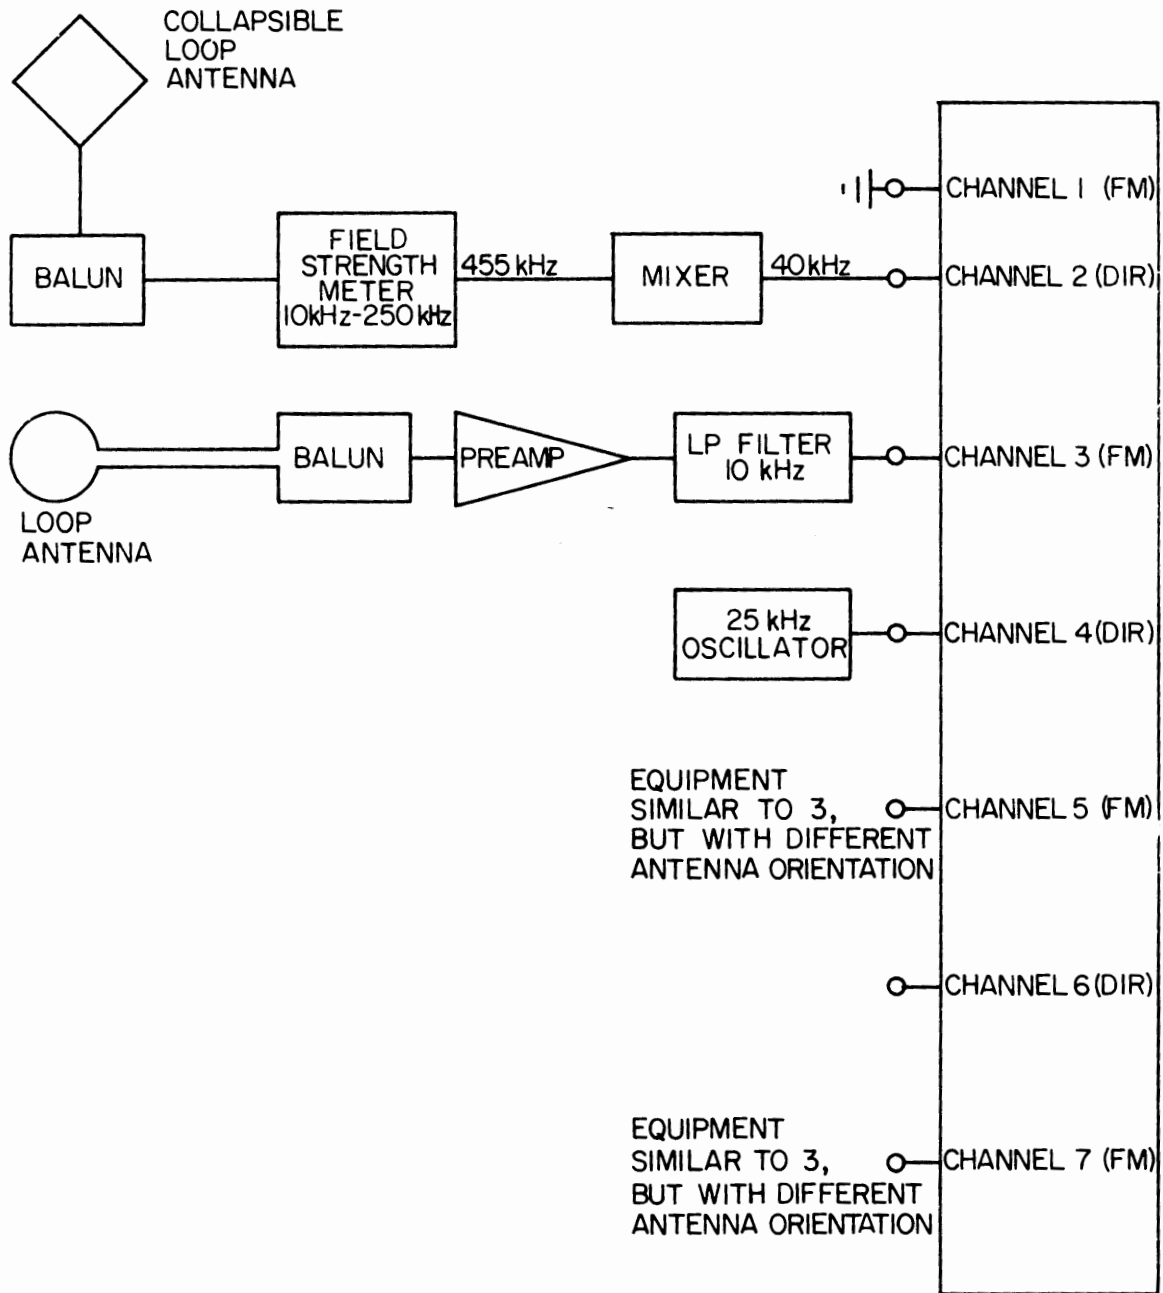 COLLAPSIBLE
LOOP
ANTENNA
CHANNEL 1 (FM)
BALUN
FIELD
STRENGTH
METER
10kHz-250kHz
455kHz
MIXER
40kHz
CHANNEL 2 (DIR)
LOOP
ANTENNA
BALUN
PREAMP
LP FILTER
10 kHz
CHANNEL 3 (FM)
25 kHz
OSCILLATOR
CHANNEL 4 (DIR)
EQUIPMENT
SIMILAR TO 3,
BUT WITH DIFFERENT
ANTENNA ORIENTATION
CHANNEL 5 (FM)
CHANNEL 6 (DIR)
EQUIPMENT
SIMILAR TO 3,
BUT WITH DIFFERENT
ANTENNA ORIENTATION
CHANNEL 7 (FM)